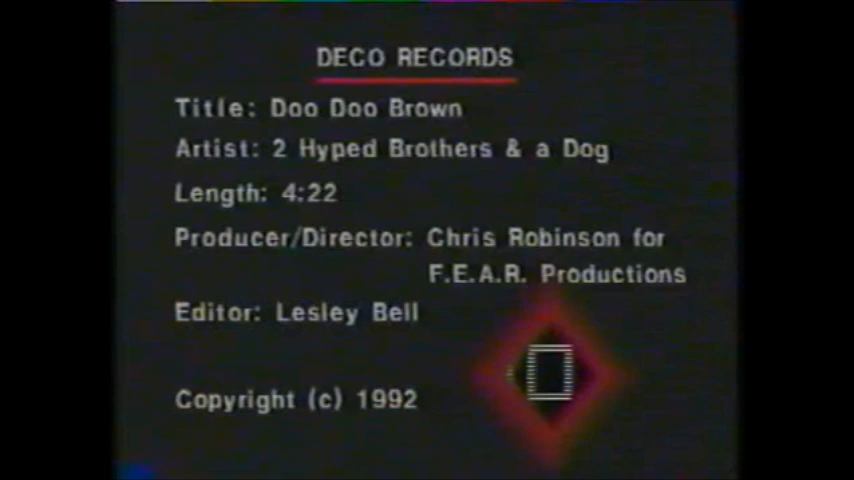 DECO RECORDS
Title: Doo Doo Brown
Artist: 2 Hyped Brothers & a Dog
Length: 4:22
Producer/Director: Chris Robinson for
F.E.A.R. Productions
Editor: Lesley Bell
Copyright (c) 1992